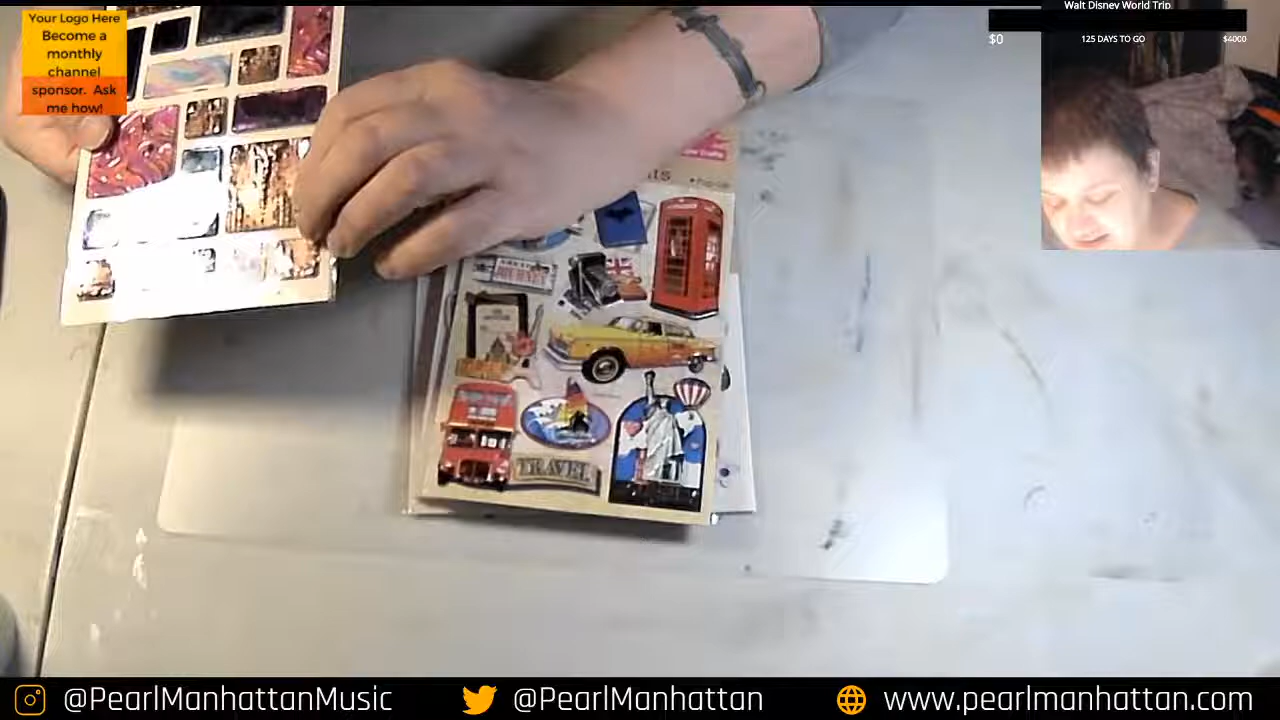 Your Logo Here
Become a
monthly
channel
sponsor. Ask
me how!
Walt Disney World Trip
$0
125 DAYS TO GO
$4000
JOURNEY
TRAVEL
@PearlManhattanMusic
@PearlManhattan
www.pearlmanhattan.com